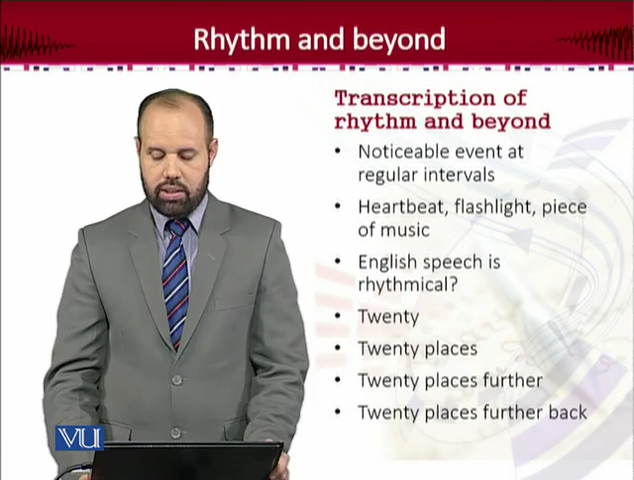 Rhythm and beyond
Transcription of
rhythm and beyond
• Noticeable event at
regular intervals
• Heartbeat, flashlight, piece
of music
• English speech is
rhythmical?
• Twenty
• Twenty places
• Twenty places further
• Twenty places further back
VU